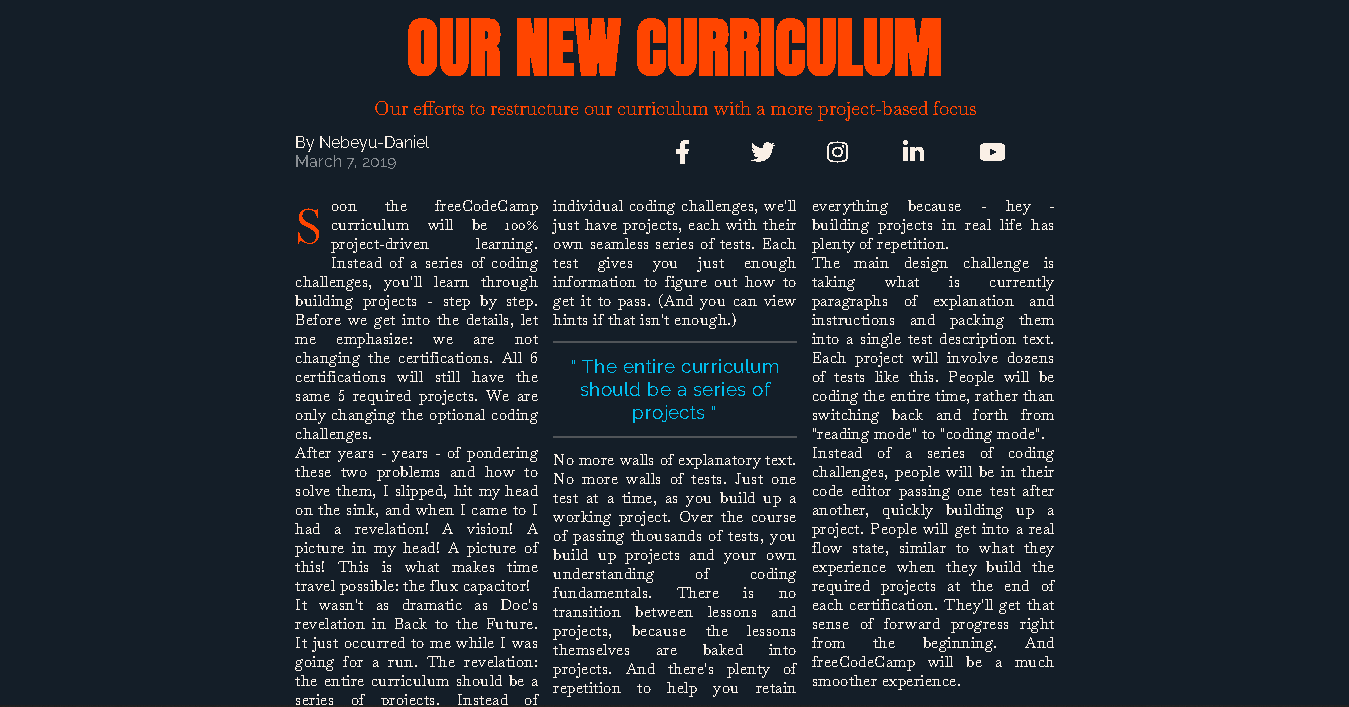 OUR NEW CURRICULUM
Our efforts to restructure our curriculum with a more project-based focus
By Nebeyu-Daniel
March 7, 2019
Soon the freeCodeCamp
curriculum will be 100%
project-driven learning.
Instead of a series of coding
challenges, you'll learn through
building projects - step by step.
Before we get into the details, let
me emphasize: we are not
changing the certifications. All 6
certifications will still have the
same 5 required projects. We are
only changing the optional coding
challenges.
After years - years - of pondering
these two problems and how to
solve them, I slipped, hit my head
on the sink, and when I came to I
had a revelation! A vision! A
picture in my head! A picture of
this! This is what makes time
travel possible: the flux capacitor!
It wasn't as dramatic as Doc's
revelation in Back to the Future.
It just occurred to me while I was
going for a run. The revelation:
the entire curriculum should be a
series of projects. Instead of
individual coding challenges, we'll
just have projects, each with their
own seamless series of tests. Each
test gives you just enough
information to figure out how to
get it to pass. (And you can view
hints if that isn't enough.)
" The entire curriculum
should be a series of
projects "
No more walls of explanatory text.
No more walls of tests. Just one
test at a time, as you build up a
working project. Over the course
of passing thousands of tests, you
build up projects and your own
understanding of coding
fundamentals. There is no
transition between lessons and
projects, because the lessons
themselves are baked into
projects. And there's plenty of
repetition to help you retain
everything because - hey -
building projects in real life has
plenty of repetition.
The main design challenge is
taking what is currently
paragraphs of explanation and
instructions and packing them
into a single test description text.
Each project will involve dozens
of tests like this. People will be
coding the entire time, rather than
switching back and forth from
"reading mode" to "coding mode".
Instead of a series of coding
challenges, people will be in their
code editor passing one test after
another, quickly building up a
project. People will get into a real
flow state, similar to what they
experience when they build the
required projects at the end of
each certification. They'll get that
sense of forward progress right
from the beginning. And
freeCodeCamp will be a much
smoother experience.